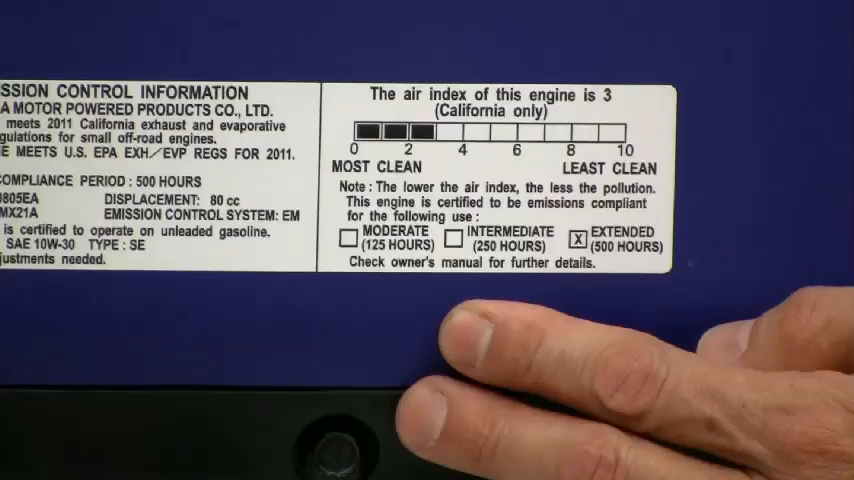 SSION CONTROL INFORMATION
A MOTOR POWERED PRODUCTS CO., LTD.
meets 2011 California exhaust and evaporative
gulations for small off-road engines.
E MEETS U.S. EPA EXH/EVP REGS FOR 2011.
COMPLIANCE PERIOD : 500 HOURS
0805EA DISPLACEMENT: 80 cc
MX21A EMISSION CONTROL SYSTEM: EM
is certified to operate on unleaded gasoline.
SAE 10W-30 TYPE : SE
justments needed.
The air index of this engine is 3
(California only)
0 2 4 6 8 10
MOST CLEAN LEAST CLEAN
Note : The lower the air index, the less the pollution.
This engine is certified to be emissions compliant
for the following use :
MODERATE INTERMEDIATE X EXTENDED
(125 HOURS) (250 HOURS) (500 HOURS)
Check owner's manual for further details.